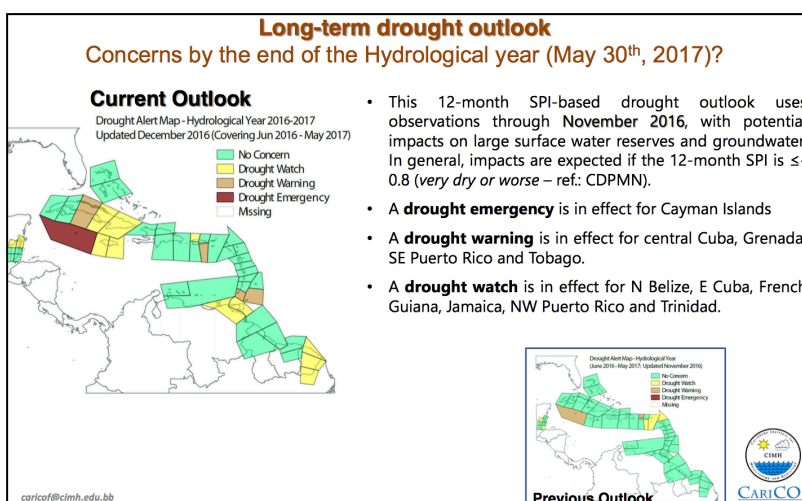 Long-term drought outlook
Concerns by the end of the Hydrological year (May 30th, 2017)?
Current Outlook
Drought Alert Map - Hydrological Year 2016-2017
Updated December 2016 (Covering Jun 2016 - May 2017)
No Concern
Drought Watch
Drought Warning
Drought Emergency
Missing
• This 12-month SPI-based drought outlook uses
observations through November 2016, with potentia
impacts on large surface water reserves and groundwater
In general, impacts are expected if the 12-month SPI is ≤-
0.8 (very dry or worse – ref.: CDPMN).
• A drought emergency is in effect for Cayman Islands
• A drought warning is in effect for central Cuba, Grenada,
SE Puerto Rico and Tobago.
• A drought watch is in effect for N Belize, E Cuba, French
Guiana, Jamaica, NW Puerto Rico and Trinidad.
Drought Alert Map - Hydrological Year
(June 2016 - May 2017; Updated November 2016)
No Concern
Drought Watch
Drought Warning
Drought Emergency
Missing
Previous Outlook
CIMH
CARICO
caricof@cimh.edu.bb